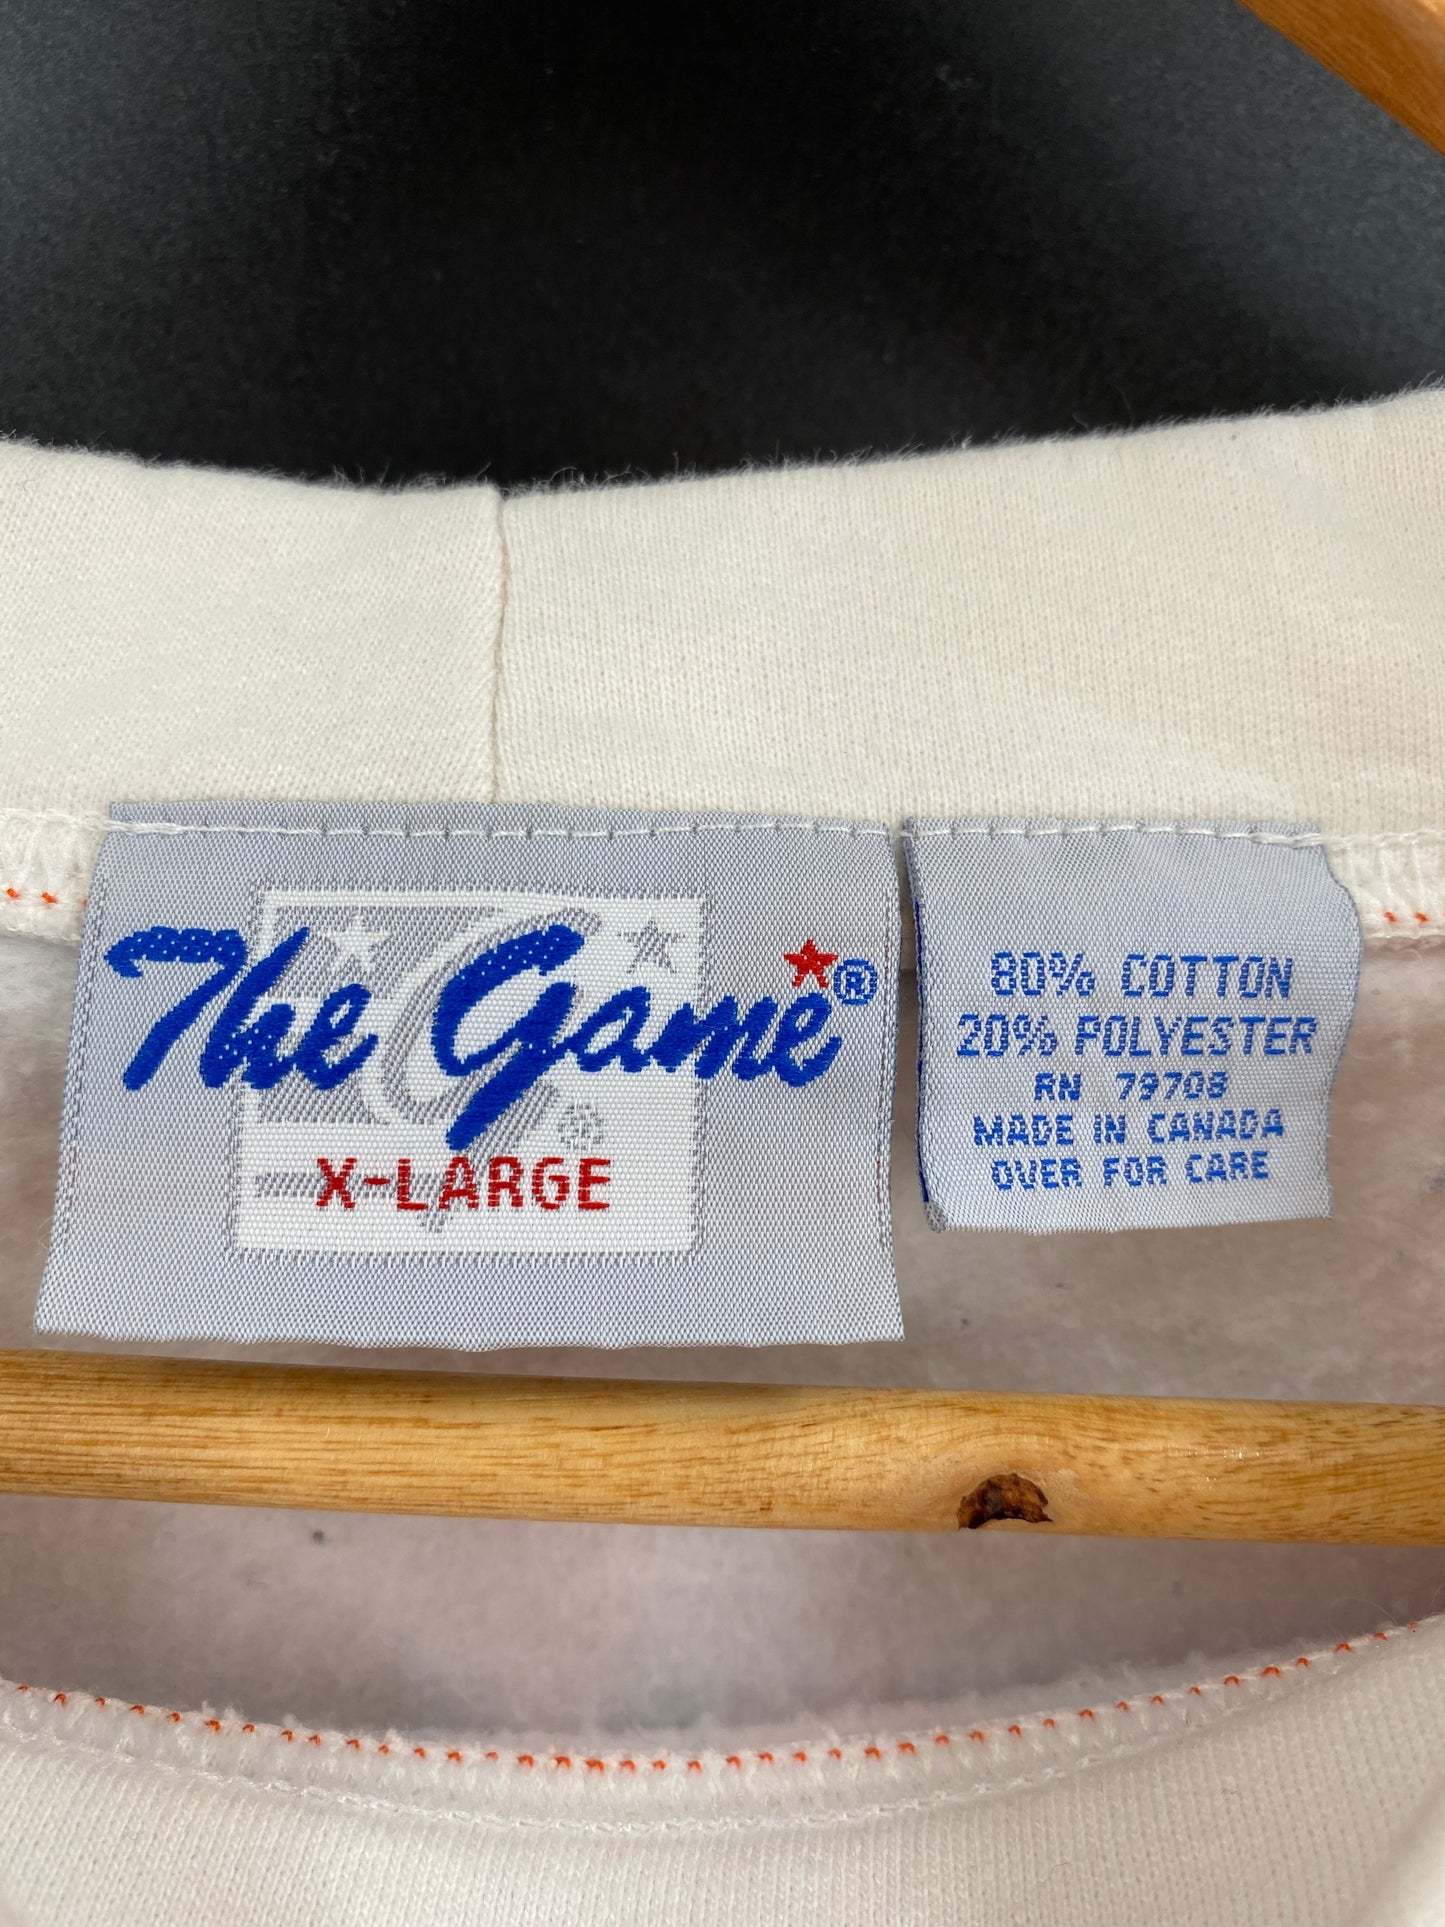 The Game®
®
X-LARGE
80% COTTON
20% POLYESTER
RN 79708
MADE IN CANADA
OVER FOR CARE